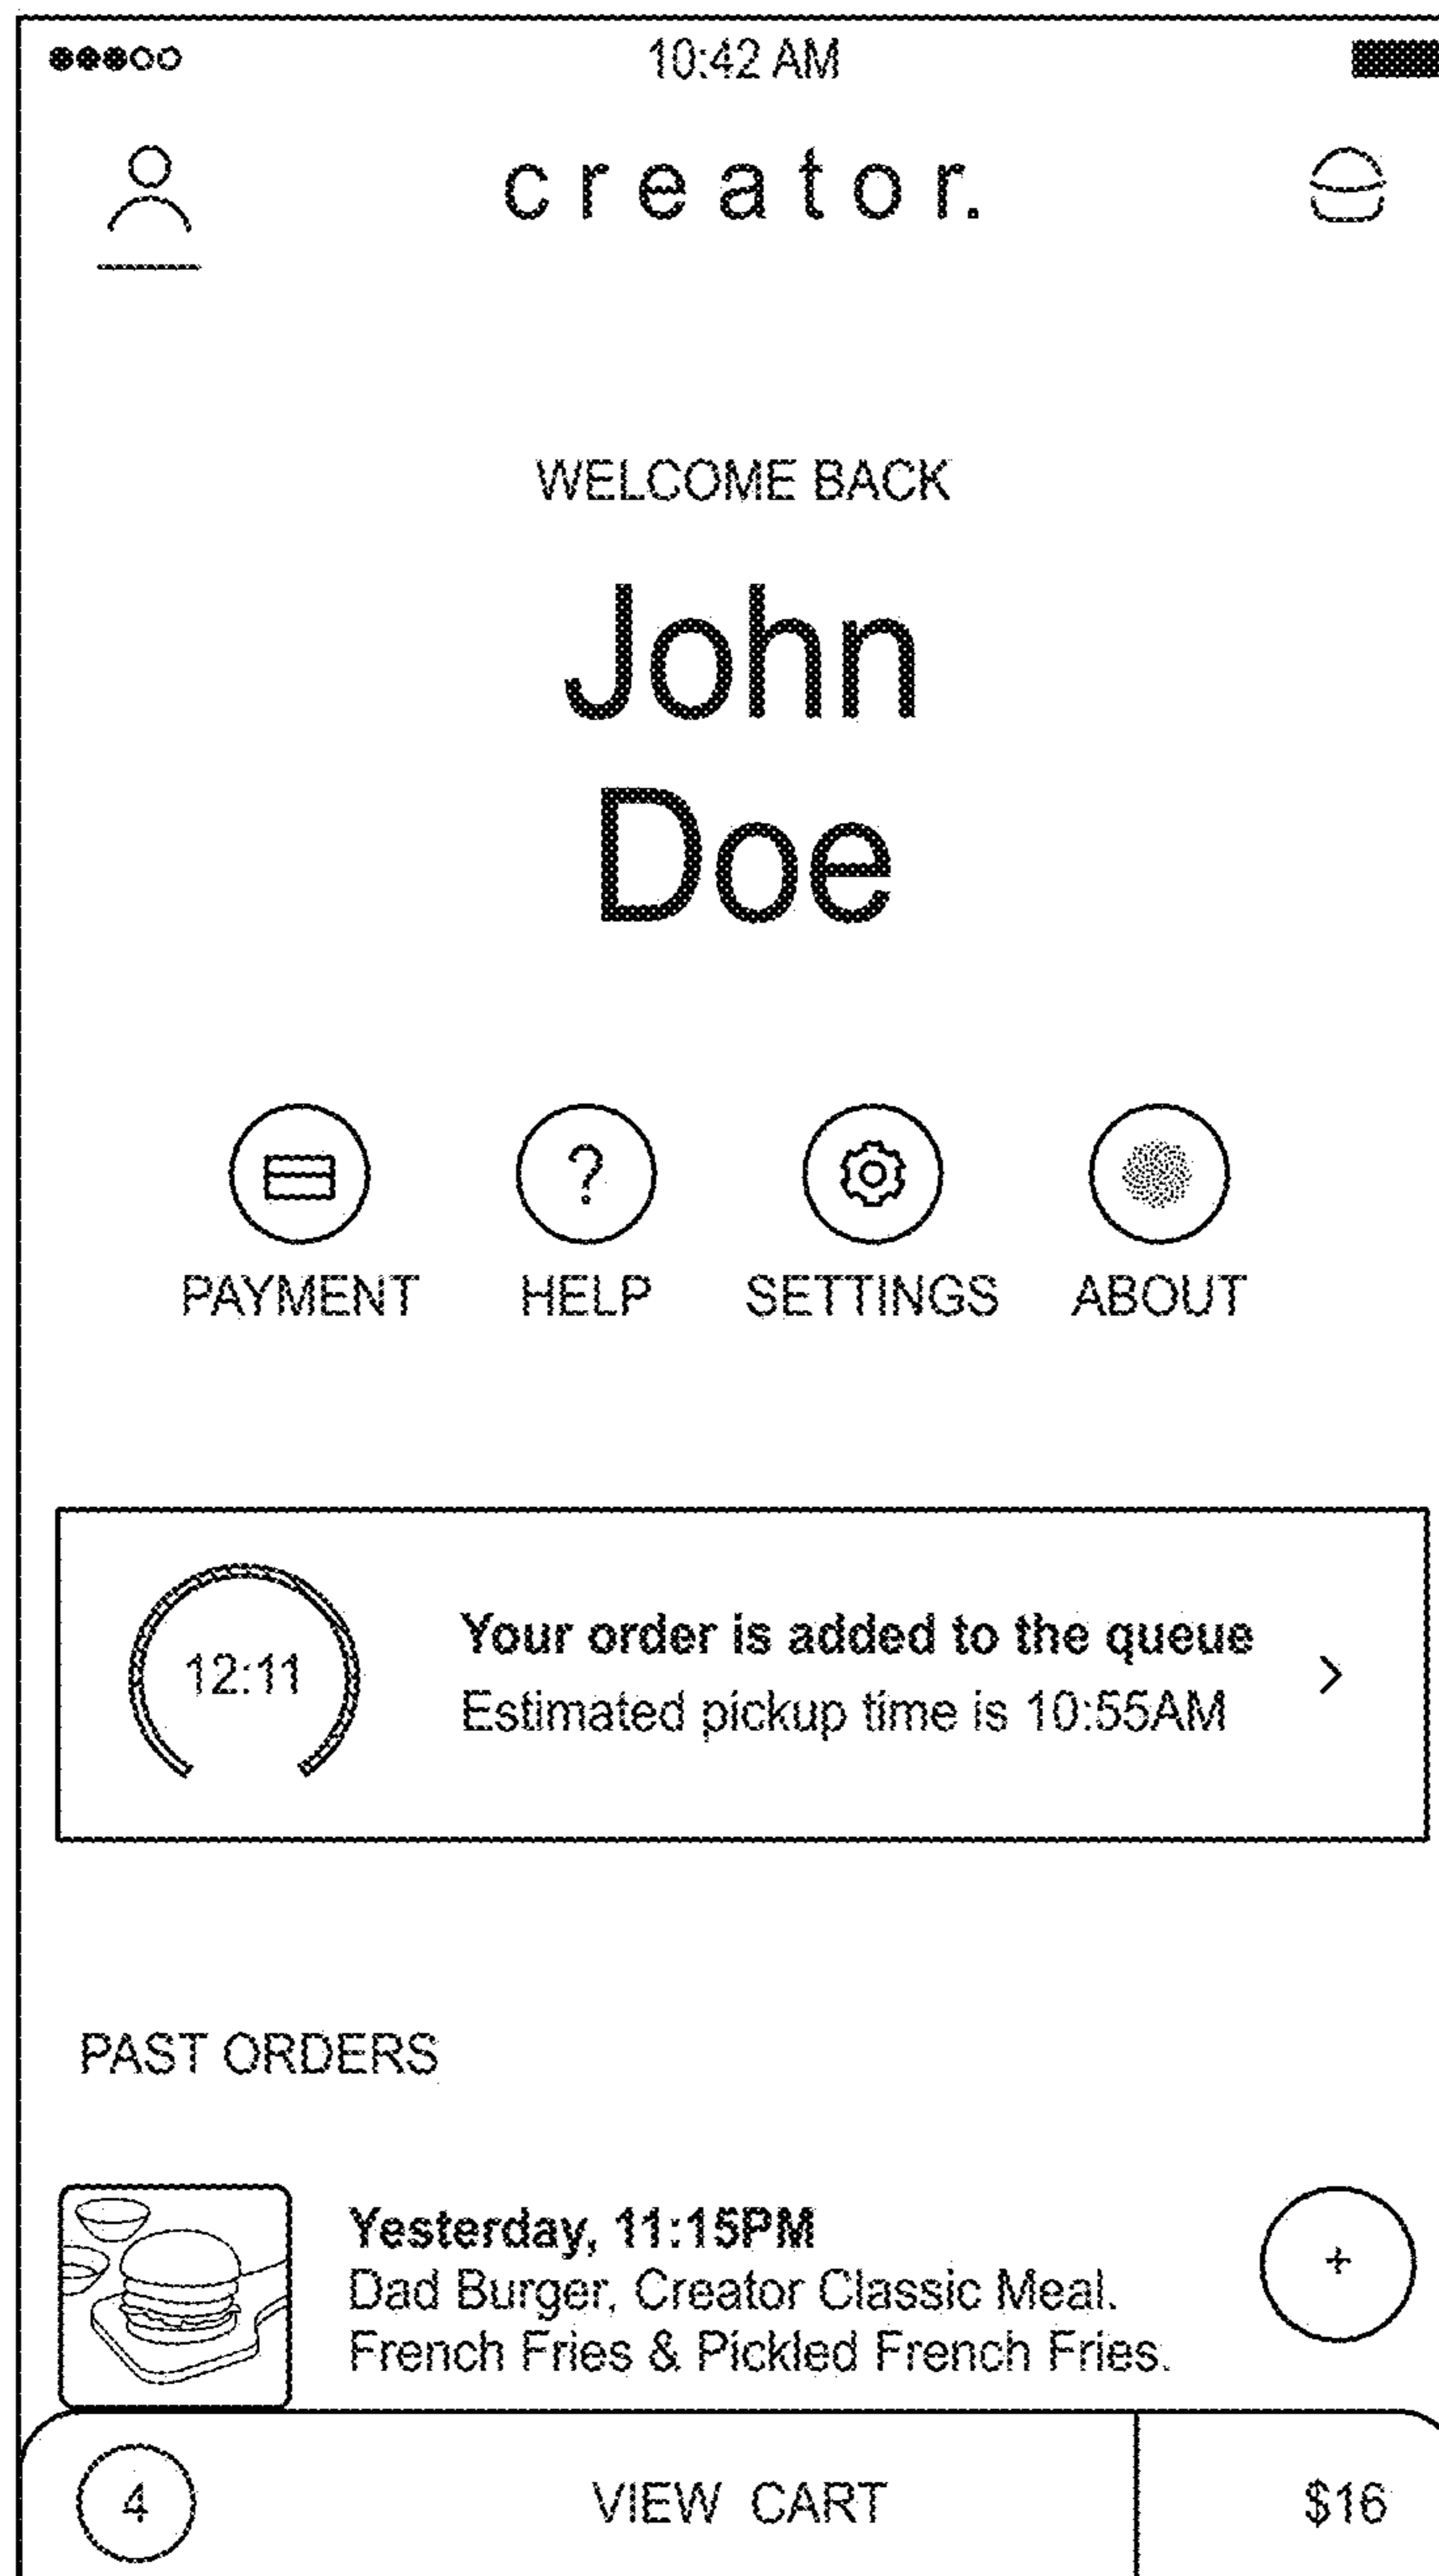 10:42 AM
creator.
WELCOME BACK
John
Doe
?
PAYMENT HELP SETTINGS ABOUT
12:11
Your order is added to the queue
Estimated pickup time is 10:55AM
PAST ORDERS
Yesterday, 11:15PM
Dad Burger, Creator Classic Meal.
French Fries & Pickled French Fries.
+
4 VIEW CART $16